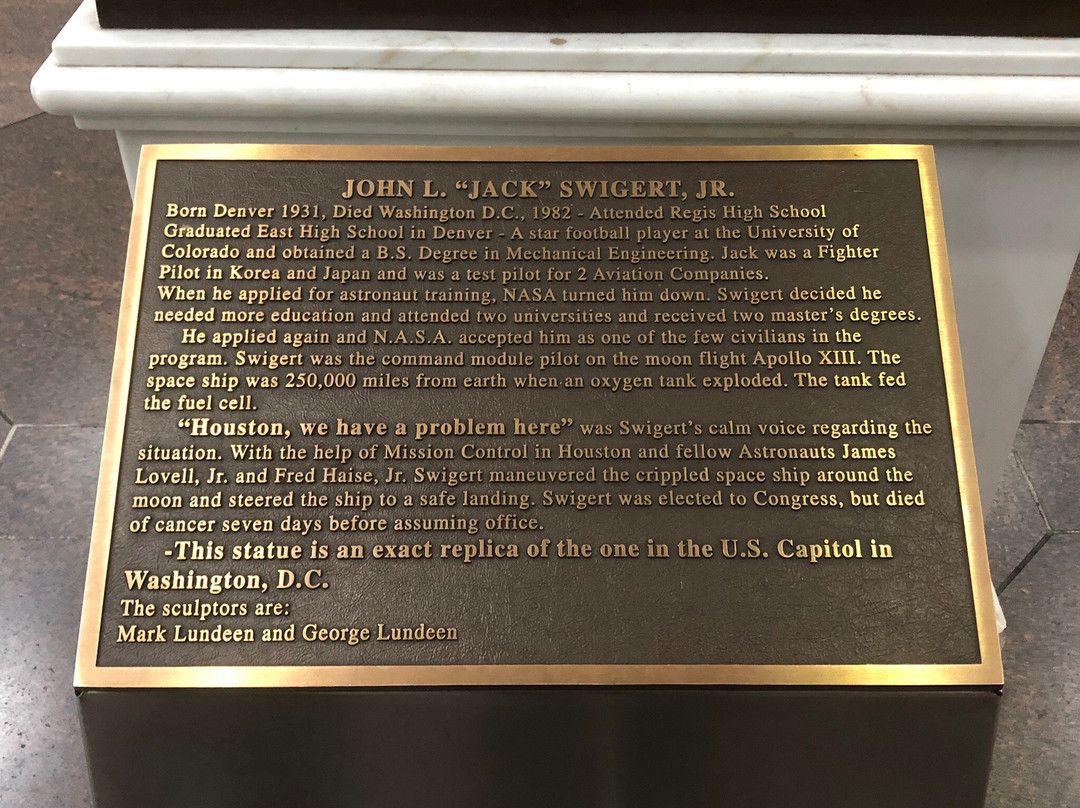 JOHN L. “JACK” SWIGERT, JR.
Born Denver 1931, Died Washington D.C., 1982 - Attended Regis High School
Graduated East High School in Denver - A star football player at the University of
Colorado and obtained a B.S. Degree in Mechanical Engineering. Jack was a Fighter
Pilot in Korea and Japan and was a test pilot for 2 Aviation Companies.
When he applied for astronaut training, NASA turned him down. Swigert decided he
needed more education and attended two universities and received two master’s degrees.
He applied again and N.A.S.A. accepted him as one of the few civilians in the
program. Swigert was the command module pilot on the moon flight Apollo XIII. The
space ship was 250,000 miles from earth when an oxygen tank exploded. The tank fed
the fuel cell.
“Houston, we have a problem here” was Swigert’s calm voice regarding the
situation. With the help of Mission Control in Houston and fellow Astronauts James
Lovell, Jr. and Fred Haise, Jr. Swigert maneuvered the crippled space ship around the
moon and steered the ship to a safe landing. Swigert was elected to Congress, but died
of cancer seven days before assuming office.
-This statue is an exact replica of the one in the U.S. Capitol in
Washington, D.C.
The sculptors are:
Mark Lundeen and George Lundeen